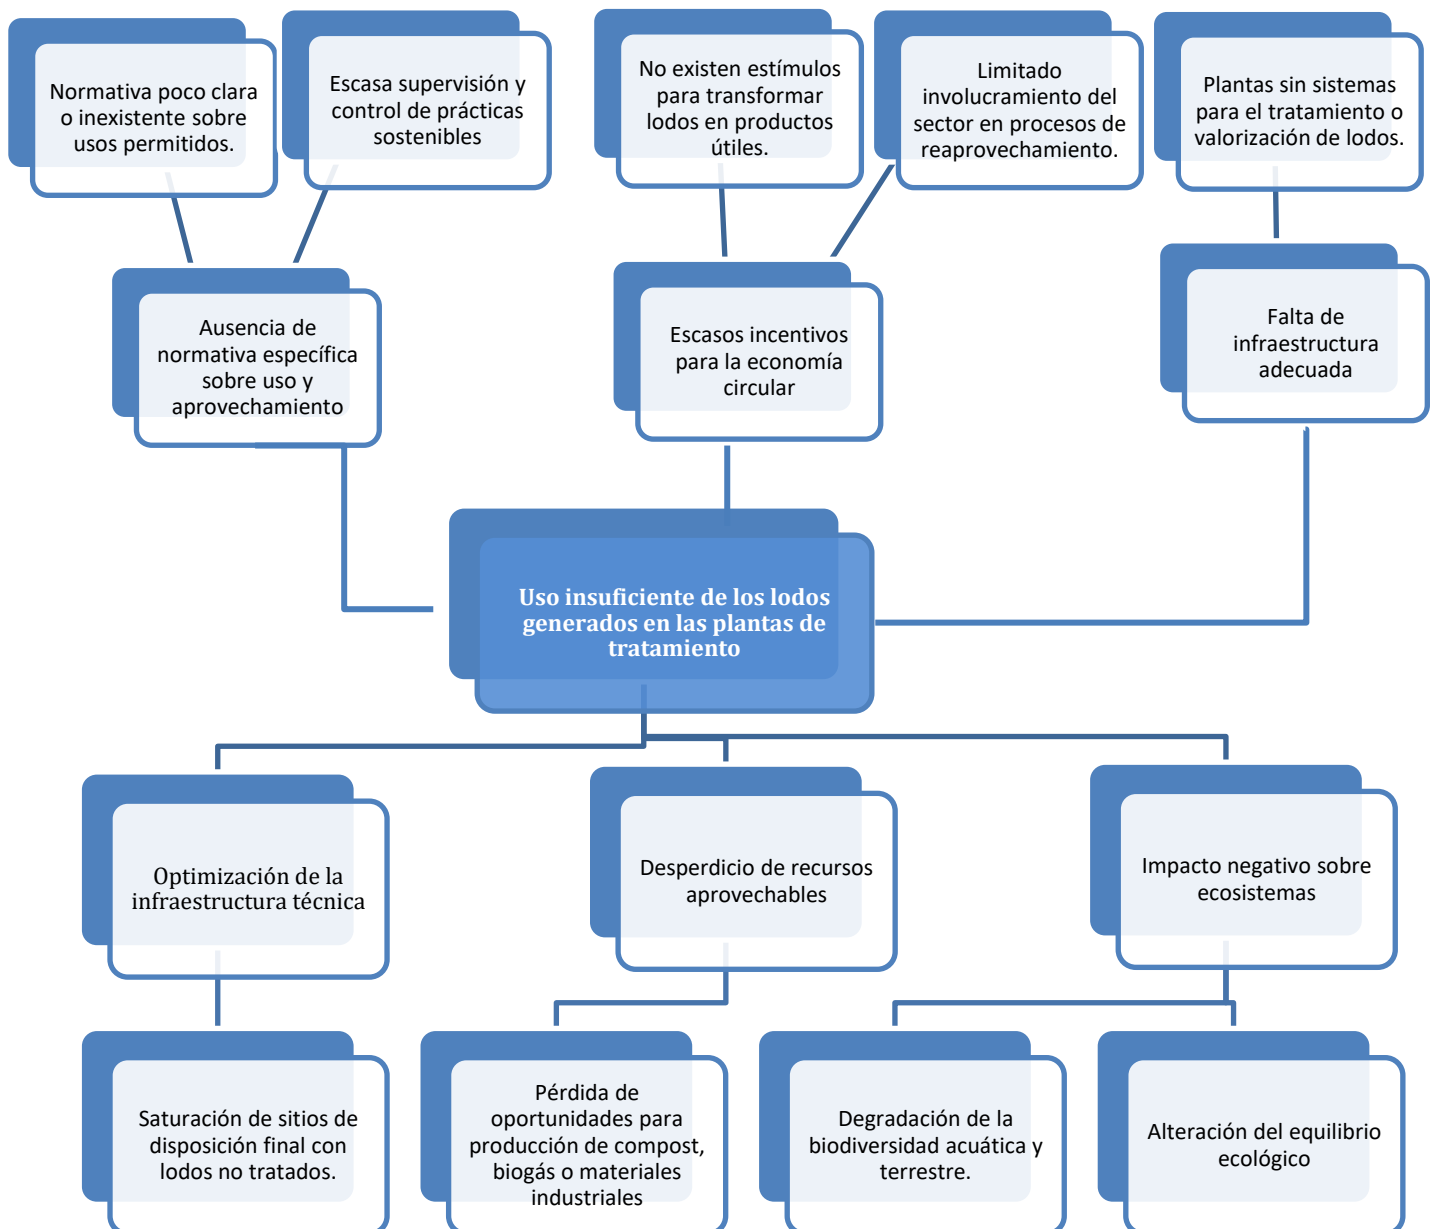 Normativa poco clara
o inexistente sobre
usos permitidos.
Escasa supervisión y
control de prácticas
sostenibles
No existen estímulos
para transformar
lodos en productos
útiles.
Limitado
involucramiento del
sector en procesos de
reaprovechamiento.
Plantas sin sistemas
para el tratamiento o
valorización de lodos.
Ausencia de
normativa específica
sobre uso y
aprovechamiento
Escasos incentivos
para la economía
circular
Falta de
infraestructura
adecuada
Uso insuficiente de los lodos
generados en las plantas de
tratamiento
Optimización de la
infraestructura técnica
Desperdicio de recursos
aprovechables
Impacto negativo sobre
ecosistemas
Saturación de sitios de
disposición final con
lodos no tratados.
Pérdida de
oportunidades para
producción de compost,
biogás o materiales
industriales
Degradación de la
biodiversidad acuática y
terrestre.
Alteración del equilibrio
ecológico